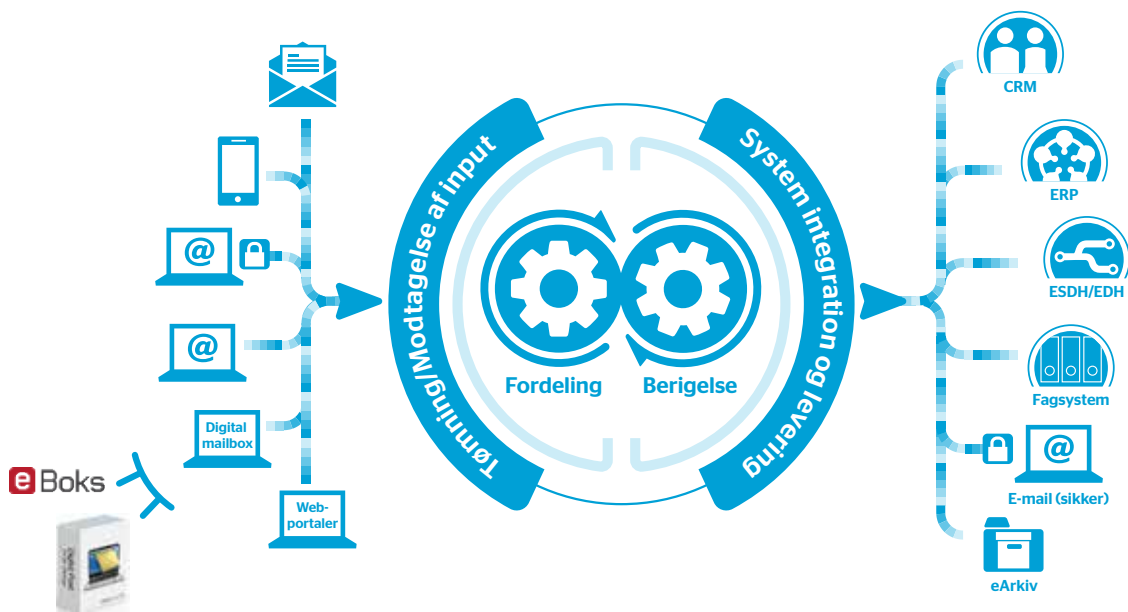 @
@
Digital
mailbox
e Boks
Web-
portaler
Tømning/Modtagelse af input
Fordeling
Berigelse
System integration og levering
CRM
ERP
ESDH/EDH
Fagsystem
@
E-mail (sikker)
eArkiv